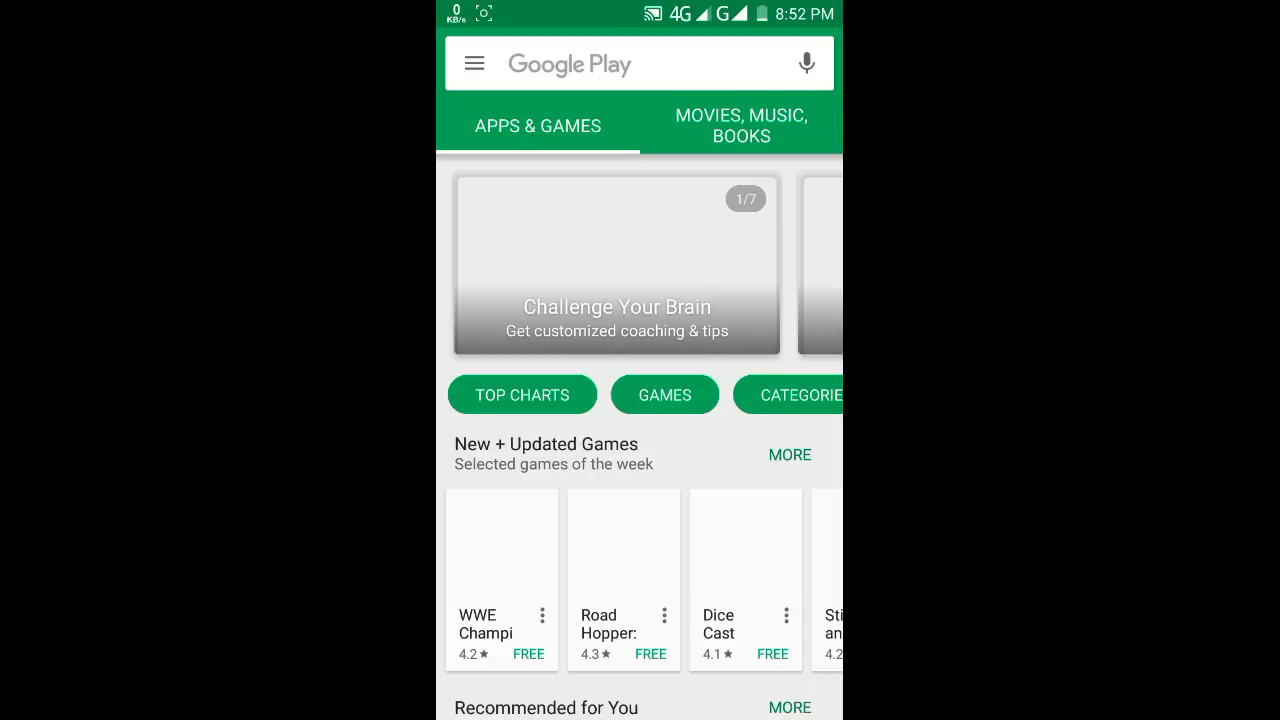 0
KB/s
4G G 8:52 PM
Google Play
APPS & GAMES
MOVIES, MUSIC,
BOOKS
1/7
Challenge Your Brain
Get customized coaching & tips
TOP CHARTS
GAMES
CATEGORIE
New + Updated Games
Selected games of the week
MORE
WWE
Champi
4.2★ FREE
Road
Hopper:
4.3★ FREE
Dice
Cast
4.1★ FREE
Sti
an
4.2
Recommended for You
MORE